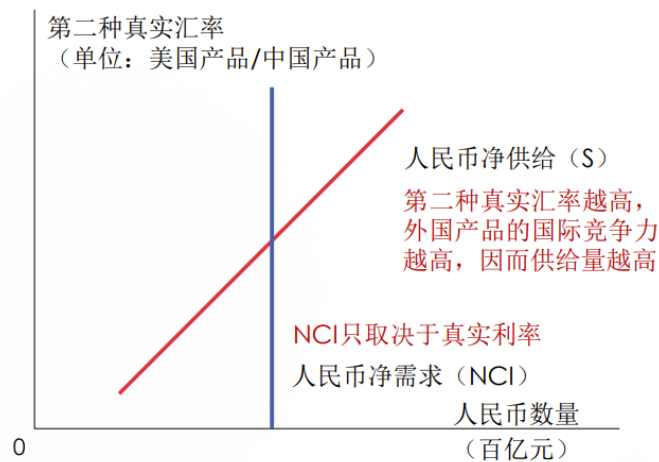 第二种真实汇率
（单位：美国产品/中国产品）
人民币净供给（S）
第二种真实汇率越高，
外国产品的国际竞争力
越高，因而供给量越高
NCI只取决于真实利率
人民币净需求（NCI）
人民币数量
（百亿元）
0